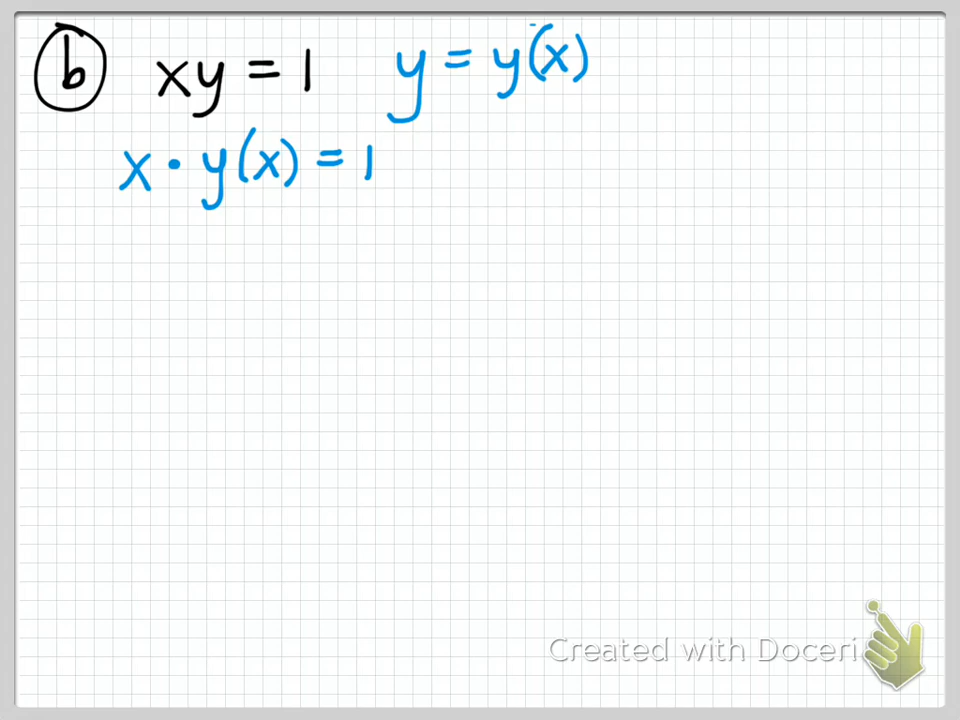 b xy = 1 y = y(x)
x · y(x) = 1
Created with Doceri